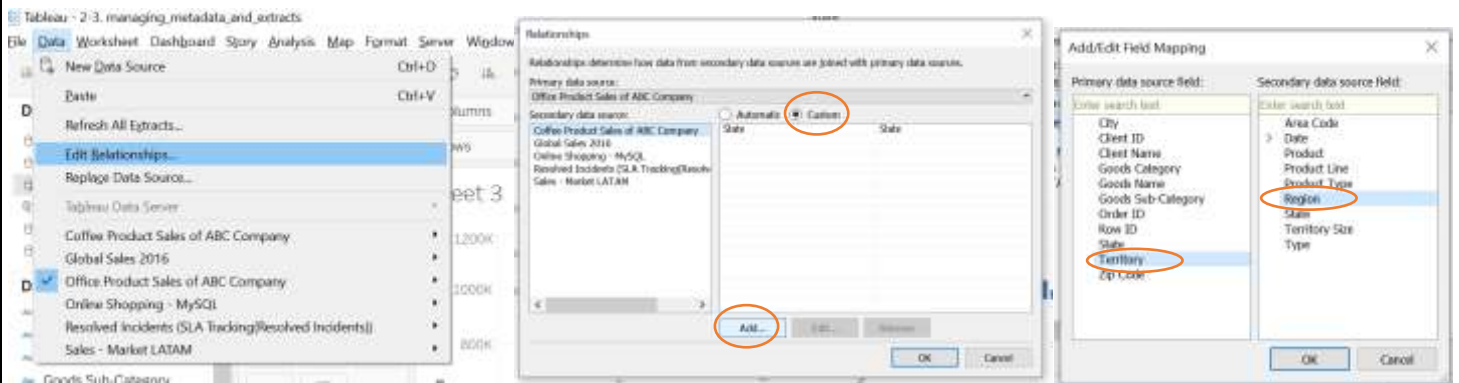 Tableau - 2-3. managing_metadata_and_extracts
File Data Worksheet Dashboard Story Analysis Map Format Server Window
New Data Source Ctrl+D
Paste Ctrl+V
Refresh All Extracts...
Edit Relationships...
Replace Data Source...
Tableau Data Server
Coffee Product Sales of ABC Company
Global Sales 2016
Office Product Sales of ABC Company
Online Shopping - MySQL
Resolved Incidents (SLA Tracking(Resolved Incidents))
Sales - Market LATAM
Goods Sub-Category
D
D
olumns
ows
eet 3
1200K
1000K
800K
Relationships
Relationships determine how data from secondary data sources are joined with primary data sources.
Primary data source:
Office Product Sales of ABC Company
Secondary data source:
Automatic Custom
Coffee Product Sales of ABC Company
Global Sales 2016
Online Shopping - MySQL
Resolved Incidents (SLA Tracking(Resolve
Sales - Market LATAM
State State
Add... Edit... Remove
OK Cancel
Add/Edit Field Mapping
Primary data source field:
Enter search text
City
Client ID
Client Name
Goods Category
Goods Name
Goods Sub-Category
Order ID
Row ID
State
Territory
Zip Code
Secondary data source field:
Enter search text
Area Code
Date
Product
Product Line
Product Type
Region
State
Territory Size
Type
OK Cancel